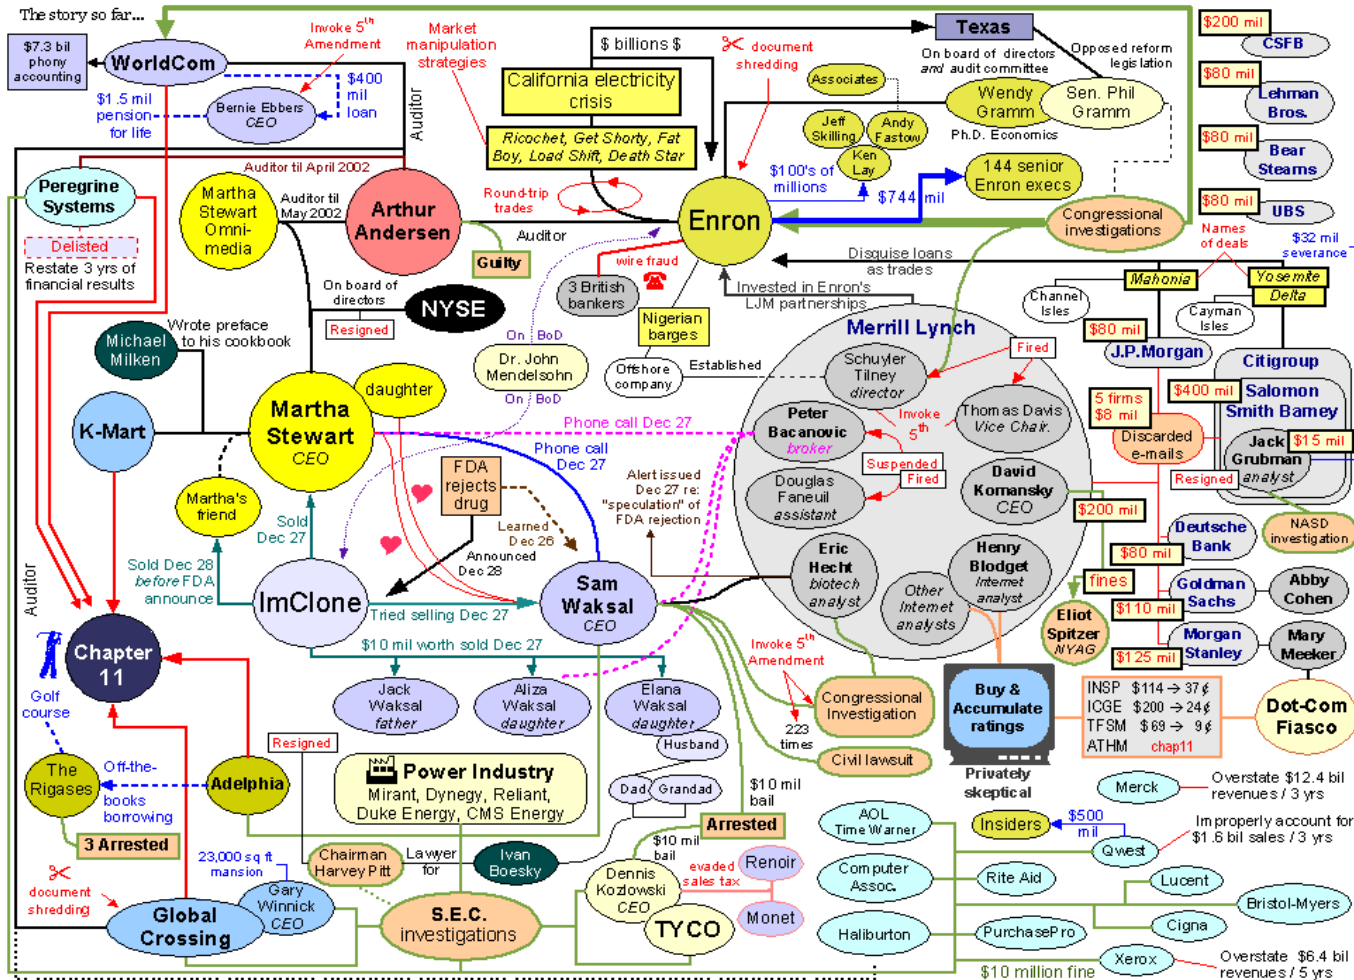 The story so far...
$7.3 bil
phony
accounting
WorldCom
Invoke 5th
Amendment
Bernie Ebbers
CEO
$400
mil
loan
$1.5 mil
pension
for life
Auditor
Market
manipulation
strategies
$ billions $
California electricity
crisis
Ricochet, Get Shorty, Fat
Boy, Load Shift, Death Star
Round-trip
trades
document
shredding
Texas
On board of directors
and audit committee
Opposed reform
legislation
Associates
Jeff
Skilling
Andy
Fastow
Ken
Lay
Wendy
Gramm
Sen. Phil
Gramm
Ph.D. Economics
144 senior
Enron execs
$100's of
millions
$744 mil
Enron
Congressional
investigations
$200 mil
CSFB
$80 mil
Lehman
Bros.
$80 mil
Bear
Stearns
$80 mil
UBS
Names
of deals
$32 mil
severance
Auditor til April 2002
Peregrine
Systems
Delisted
Restate 3 yrs of
financial results
Martha
Stewart
Omni-
media
Auditor til
May 2002
Arthur
Andersen
Auditor
Guilty
wire fraud
3 British
bankers
Nigerian
barges
Offshore
company
Established
Disguise loans
as trades
Invested in Enron's
LJM partnerships
Mahonia
Yosemite
Delta
Channel
Isles
Cayman
Isles
On board of
directors
Resigned
NYSE
Michael
Milken
Wrote preface
to his cookbook
On BoD
Dr. John
Mendelsohn
On BoD
Merrill Lynch
Schuyler
Tilney
director
Fired
Invoke
5th
Thomas Davis
Vice Chair.
Peter
Bacanovic
broker
Suspended
Fired
Douglas
Faneuil
assistant
David
Komansky
CEO
Eric
Hecht
biotech
analyst
Henry
Blodget
Internet
analyst
Other
Internet
analysts
$80 mil
J.P.Morgan
Citigroup
$400 mil
Salomon
Smith Barney
Jack
Grubman
analyst
$15 mil
Resigned
NASD
investigation
5 firms
$8 mil
Discarded
e-mails
K-Mart
Martha
Stewart
CEO
daughter
Martha's
friend
Phone call Dec 27
Phone call
Dec 27
FDA
rejects
drug
Learned
Dec 26
Announced
Dec 28
Alert issued
Dec 27 re:
"speculation" of
FDA rejection
Sold
Dec 27
Sold Dec 28
before FDA
announce
ImClone
Tried selling Dec 27
Sam
Waksal
CEO
$10 mil worth sold Dec 27
Jack
Waksal
father
Aliza
Waksal
daughter
Elana
Waksal
daughter
Husband
Dad
Grandad
Invoke 5th
Amendment
223
times
Congressional
Investigation
Civil lawsuit
$10 mil
bail
Arrested
$200 mil
fines
Eliot
Spitzer
NYAG
Deutsche
Bank
$80 mil
Goldman
Sachs
$110 mil
Abby
Cohen
Morgan
Stanley
$125 mil
Mary
Meeker
Dot-Com
Fiasco
Buy &
Accumulate
ratings
Privately
skeptical
INSP $114 → 37¢
ICGE $200 → 24¢
TFSM $69 → 9¢
ATHM chap11
Auditor
Chapter
11
Golf
course
The
Rigases
Off-the-
books
borrowing
Adelphia
3 Arrested
document
shredding
Global
Crossing
23,000 sq ft
mansion
Gary
Winnick
CEO
Resigned
Power Industry
Mirant, Dynegy, Reliant,
Duke Energy, CMS Energy
Chairman
Harvey Pitt
Lawyer
for
Ivan
Boesky
S.E.C.
investigations
$10 mil
bail
Dennis
Kozlowski
CEO
TYCO
evaded
sales tax
Renoir
Monet
AOL
Time Warner
Computer
Assoc.
Haliburton
Insiders
$500
mil
Qwest
Improperly account for
$1.6 bil sales / 3 yrs
Merck
Overstate $12.4 bil
revenues / 3 yrs
Rite Aid
Lucent
Bristol-Myers
PurchasePro
Cigna
Xerox
Overstate $6.4 bil
revenues / 5 yrs
$10 million fine